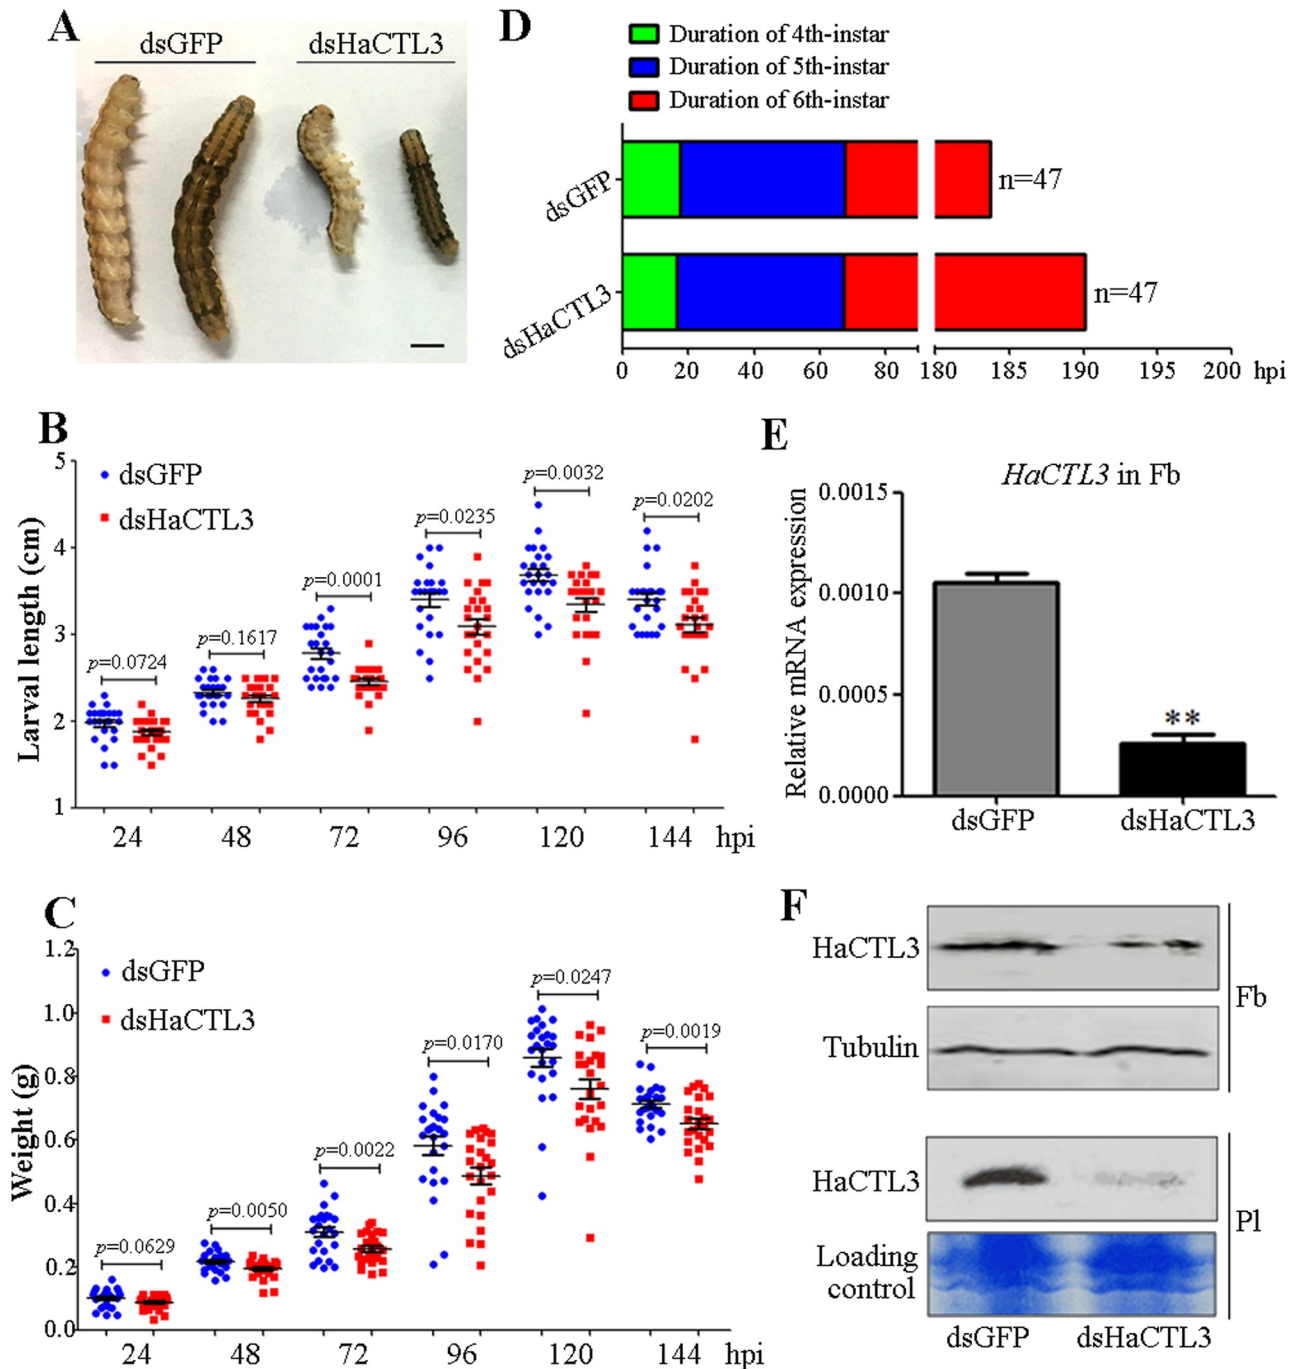 A
dsGFP dsHaCTL3
D
Duration of 4th-instar
Duration of 5th-instar
Duration of 6th-instar
dsGFP
n=47
dsHaCTL3
n=47
0 20 40 60 80 180 185 190 195 200 hpi
B
Larval length (cm)
5
4
3
2
1
dsGFP
dsHaCTL3
p=0.0724
p=0.1617
p=0.0001
p=0.0235
p=0.0032
p=0.0202
24 48 72 96 120 144 hpi
E
HaCTL3 in Fb
Relative mRNA expression
0.0015
0.0010
0.0005
0.0000
**
dsGFP dsHaCTL3
C
Weight (g)
1.2
1.0
0.8
0.6
0.4
0.2
0.0
dsGFP
dsHaCTL3
p=0.0629
p=0.0050
p=0.0022
p=0.0170
p=0.0247
p=0.0019
24 48 72 96 120 144 hpi
F
HaCTL3
Tubulin
Fb
HaCTL3
Loading
control
Pl
dsGFP dsHaCTL3